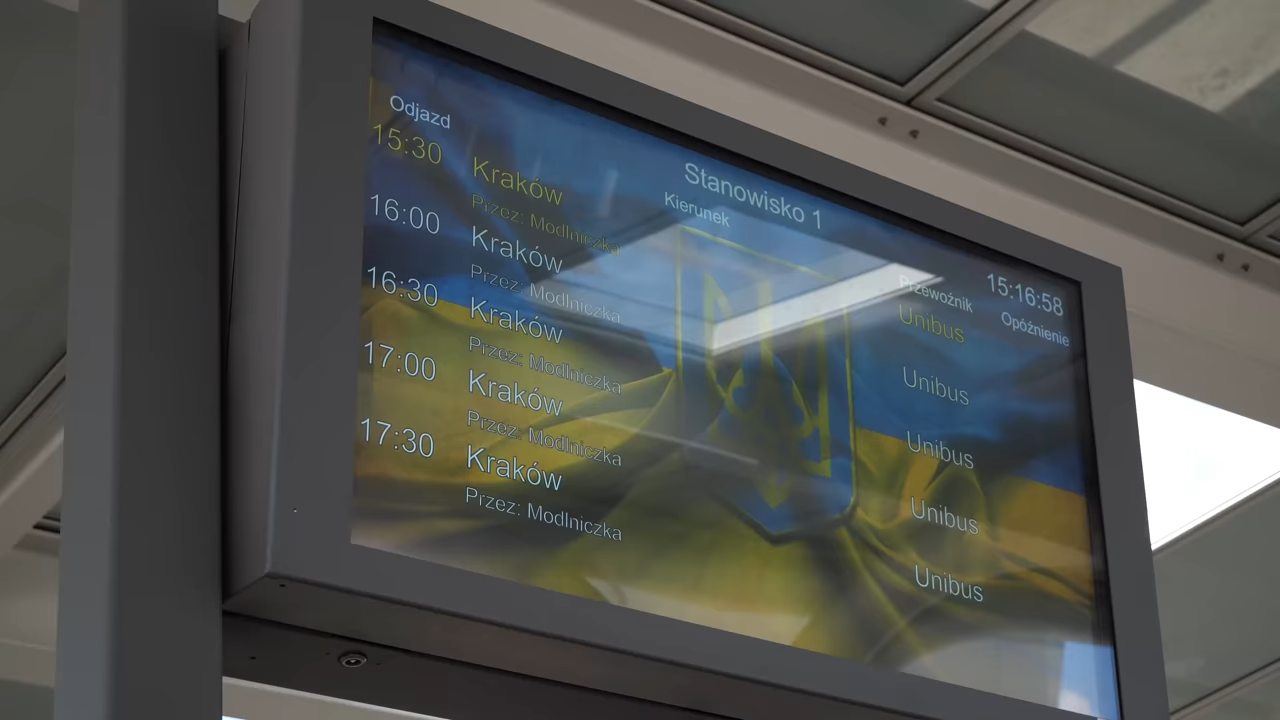 Stanowisko 1
15:16:58
Odjazd Kierunek Przewoźnik Opóźnienie
15:30 Kraków Unibus
Przez: Modlniczka
16:00 Kraków Unibus
Przez: Modlniczka
16:30 Kraków Unibus
Przez: Modlniczka
17:00 Kraków Unibus
Przez: Modlniczka
17:30 Kraków Unibus
Przez: Modlniczka